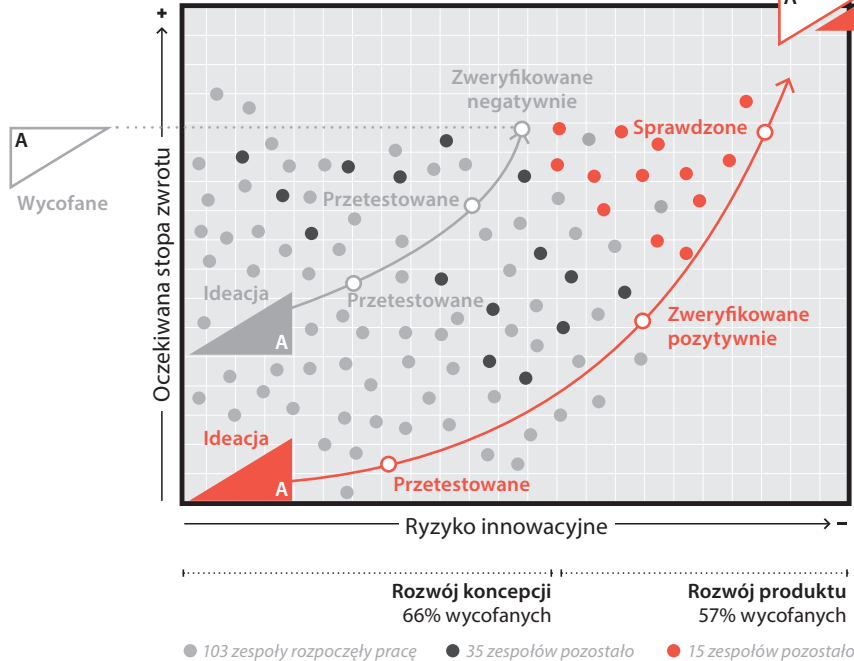 +
A
A
Zweryfikowane
negatywnie
Sprawdzone
Wycofane
Przetestowane
Oczekiwana stopa zwrotu
Ideacja
Przetestowane
A
Zweryfikowane
pozytywnie
Ideacja
A
Przetestowane
–
Ryzyko innowacyjne
–
Rozwój koncepcji
66% wycofanych
Rozwój produktu
57% wycofanych
103 zespoły rozpoczęły pracę
35 zespołów pozostało
15 zespołów pozostało